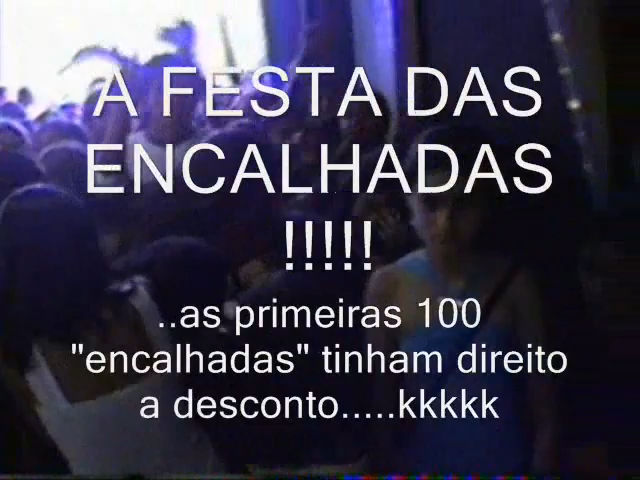 A FESTA DAS
ENCALHADAS
!!!!!
..as primeiras 100
"encalhadas" tinham direito
a desconto.....kkkkk